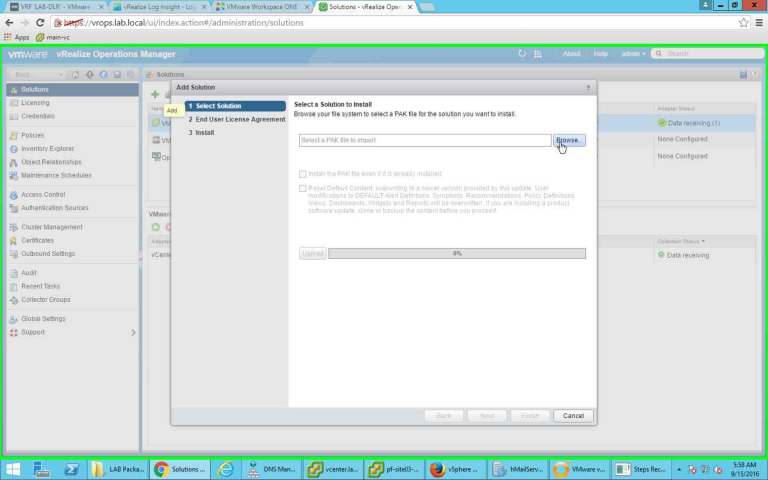 VRF 'LAB-DLR' - VMwar
vRealize Log Insight - Log
VMware Workspace ONE
Solutions - vRealize Oper
https://vrops.lab.local/ui/index.action#/administration/solutions
Apps
main-vc
vmware vRealize Operations Manager
About
Help
admin
Search
Back
Solutions
Licensing
Credentials
Policies
Inventory Explorer
Object Relationships
Maintenance Schedules
Access Control
Authentication Sources
Cluster Management
Certificates
Outbound Settings
Audit
Recent Tasks
Collector Groups
Global Settings
Support
Solutions
Name
VM
VM
Op
VMwar
Adapte
vCent
Add
Add Solution
?
1 Select Solution
2 End User License Agreement
3 Install
Select a Solution to Install
Browse your file system to select a PAK file for the solution you want to install.
Select a PAK file to import
Browse...
Install the PAK file even if it is already installed.
Reset Default Content, overwriting to a newer version provided by this update. User
modifications to DEFAULT Alert Definitions, Symptoms, Recommendations, Policy Definitions,
Views, Dashboards, Widgets and Reports will be overwritten. If you are installing a product
software update, clone or backup the content before you proceed.
Upload
0%
Back
Next
Finish
Cancel
Adapter Status
Data receiving (1)
None Configured
None Configured
Collection Status
Data receiving
LAB Packa...
Solutions ...
DNS Man...
vcenter.la...
pf-site03-...
vSphere ...
hMailServ...
VMware v...
Steps Rec...
5:58 AM
9/15/2016